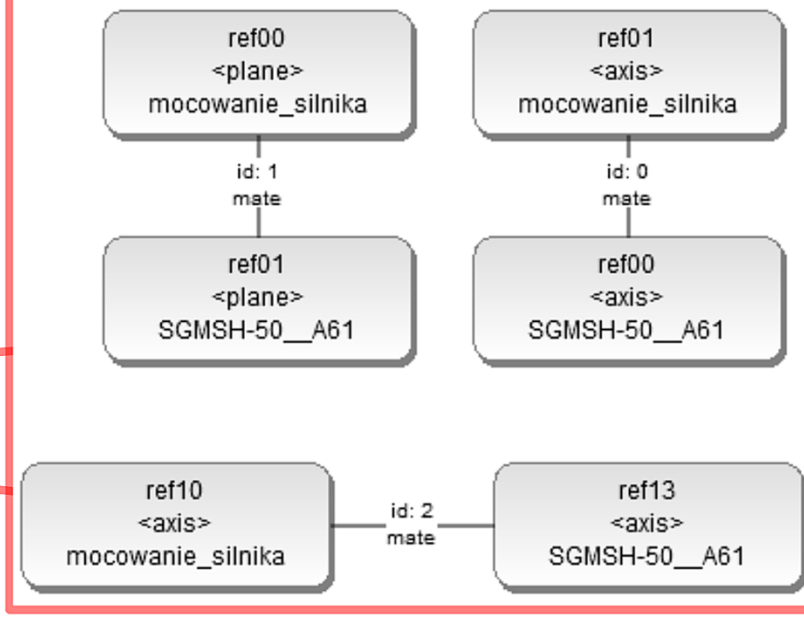 ref00
<plane>
mocowanie_silnika
ref01
<axis>
mocowanie_silnika
id: 1
mate
id: 0
mate
ref01
<plane>
SGMSH-50__A61
ref00
<axis>
SGMSH-50__A61
ref10
<axis>
mocowanie_silnika
id: 2
mate
ref13
<axis>
SGMSH-50__A61